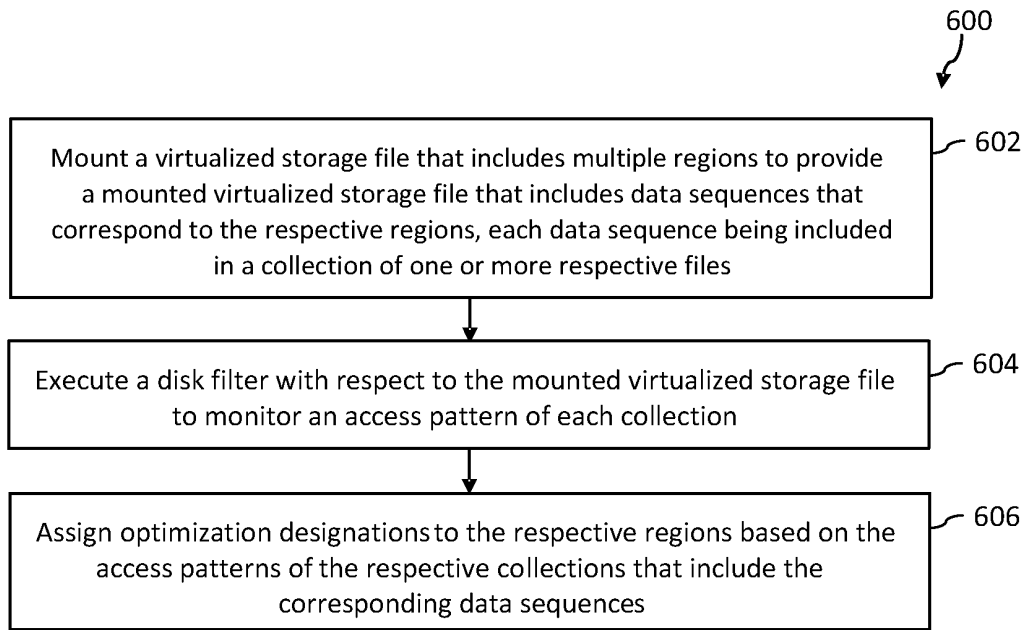 600
Mount a virtualized storage file that includes multiple regions to provide
a mounted virtualized storage file that includes data sequences that
correspond to the respective regions, each data sequence being included
in a collection of one or more respective files
602
Execute a disk filter with respect to the mounted virtualized storage file
to monitor an access pattern of each collection
604
Assign optimization designations to the respective regions based on the
access patterns of the respective collections that include the
corresponding data sequences
606